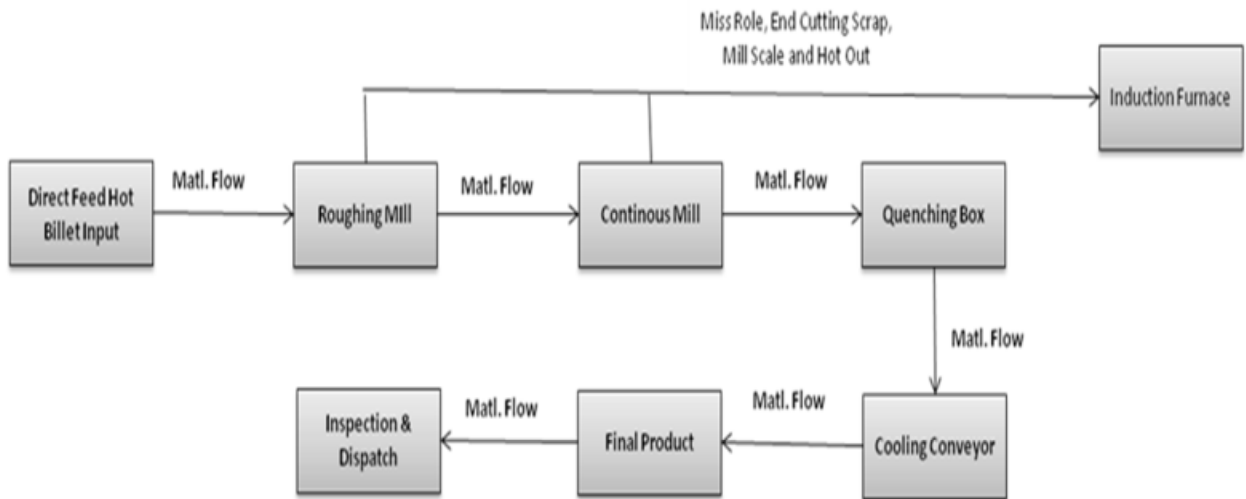 Miss Role, End Cutting Scrap,
Mill Scale and Hot Out
Induction Furnace
Direct Feed Hot
Billet Input
Matl. Flow
Roughing MIll
Matl. Flow
Continous Mill
Matl. Flow
Quenching Box
Matl. Flow
Cooling Conveyor
Matl. Flow
Final Product
Matl. Flow
Inspection &
Dispatch